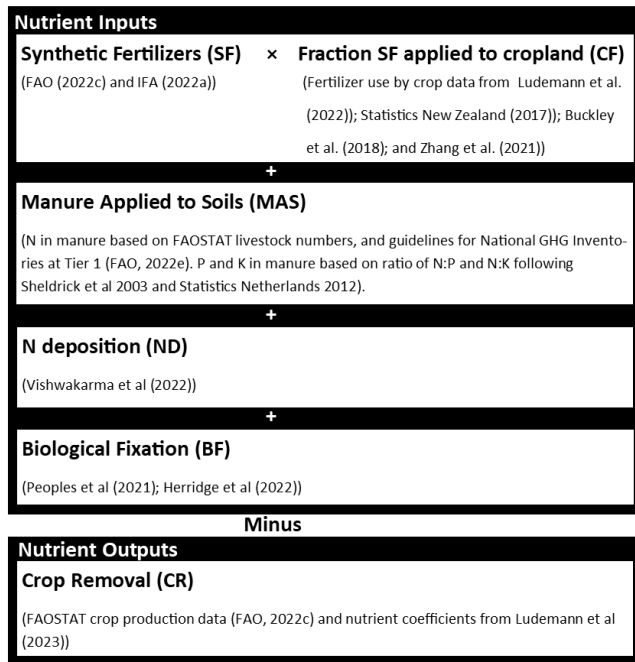 Nutrient Inputs
Synthetic Fertilizers (SF) × Fraction SF applied to cropland (CF)
(FAO (2022c) and IFA (2022a))
(Fertilizer use by crop data from Ludemann et al.
(2022)); Statistics New Zealand (2017)); Buckley
et al. (2018); and Zhang et al. (2021))
+
Manure Applied to Soils (MAS)
(N in manure based on FAOSTAT livestock numbers, and guidelines for National GHG Invento-
ries at Tier 1 (FAO, 2022e). P and K in manure based on ratio of N:P and N:K following
Sheldrick et al 2003 and Statistics Netherlands 2012).
+
N deposition (ND)
(Vishwakarma et al (2022))
+
Biological Fixation (BF)
(Peoples et al (2021); Herridge et al (2022))
Minus
Nutrient Outputs
Crop Removal (CR)
(FAOSTAT crop production data (FAO, 2022c) and nutrient coefficients from Ludemann et al
(2023))